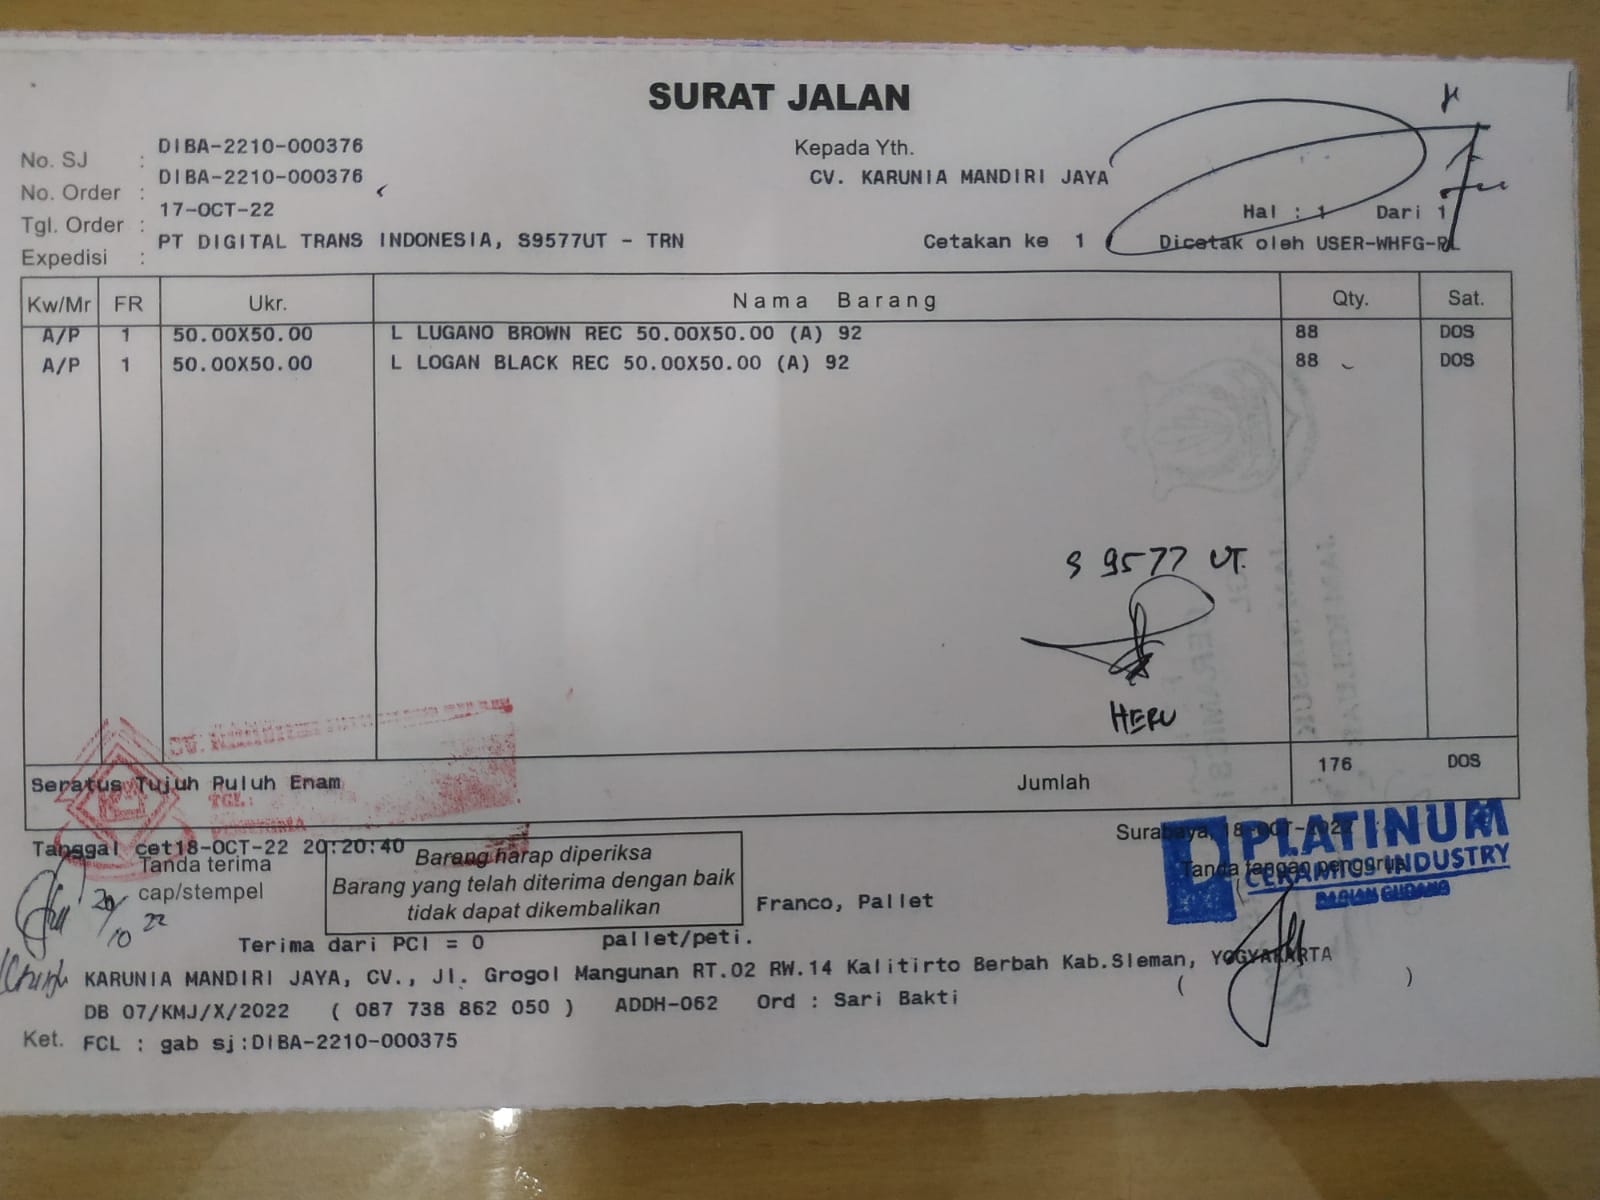 SURAT JALAN
No. SJ : DIBA-2210-000376
No. Order : DIBA-2210-000376
Tgl. Order : 17-OCT-22
Expedisi : PT DIGITAL TRANS INDONESIA, S9577UT - TRN
Kepada Yth.
CV. KARUNIA MANDIRI JAYA
Hal : 1 Dari 1
Cetakan ke 1 Dicetak oleh USER-WHFG-RL
Kw/Mr FR Ukr. Nama Barang Qty. Sat.
A/P 1 50.00X50.00 L LUGANO BROWN REC 50.00X50.00 (A) 92 88 DOS
A/P 1 50.00X50.00 L LOGAN BLACK REC 50.00X50.00 (A) 92 88 DOS
S 9577 UT.
HERU
Seratus Tujuh Puluh Enam Jumlah 176 DOS
CV.
TGL:
Tanggal cet18-OCT-22 20:20:40
Surabaya, 18-OCT-2022
PLATINUM
CERAMICS INDUSTRY
BAGIAN GUDANG
Tanda terima
cap/stempel
20/10 22
Barang harap diperiksa
Barang yang telah diterima dengan baik
tidak dapat dikembalikan
Tanda tangan pengurus
Franco, Pallet
Terima dari PCI = 0 pallet/peti.
KARUNIA MANDIRI JAYA, CV., Jl. Grogol Mangunan RT.02 RW.14 Kalitirto Berbah Kab.Sleman, YOGYAKARTA
DB 07/KMJ/X/2022 ( 087 738 862 050 ) ADDH-062 Ord : Sari Bakti
( )
Ket. FCL : gab sj:DIBA-2210-000375